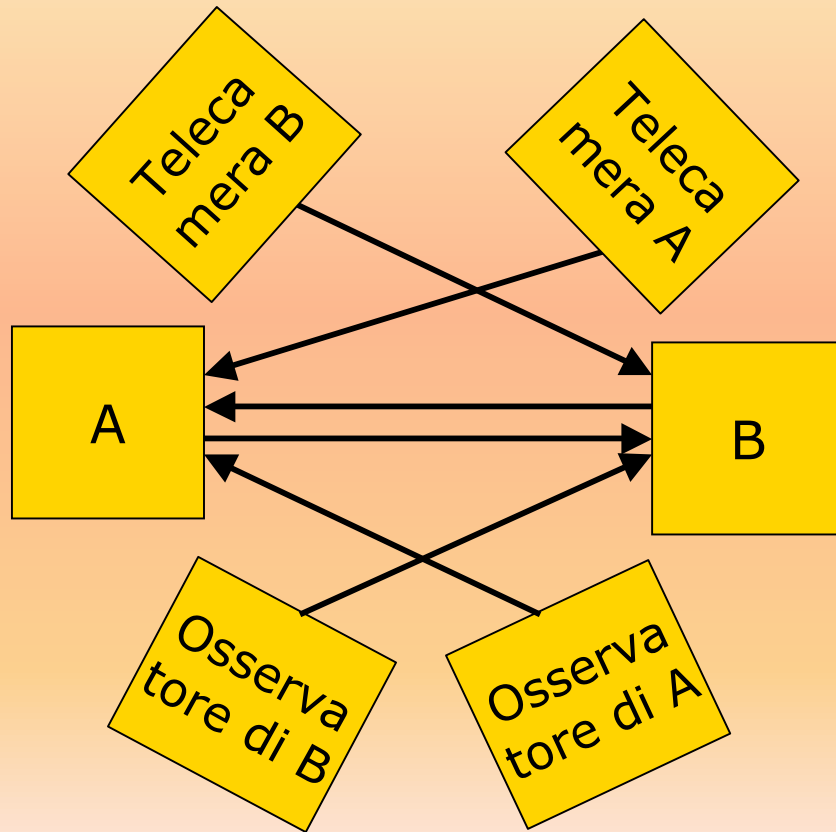 Teleca
mera B
Teleca
mera A
A
B
Osserva
tore di B
Osserva
tore di A